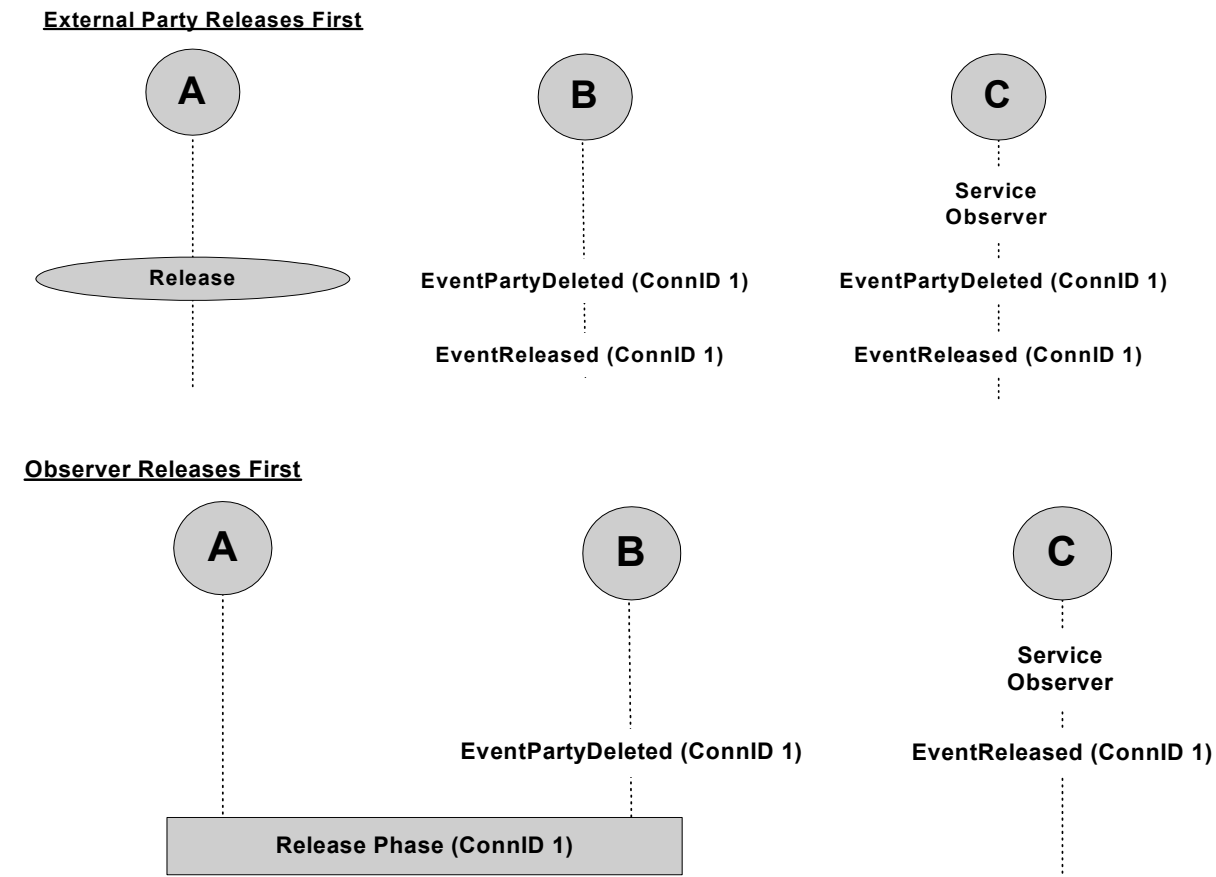 External Party Releases First
A
B
C
Service
Observer
Release
EventPartyDeleted (ConnID 1)
EventPartyDeleted (ConnID 1)
EventReleased (ConnID 1)
EventReleased (ConnID 1)
Observer Releases First
A
B
C
Service
Observer
EventPartyDeleted (ConnID 1)
EventReleased (ConnID 1)
Release Phase (ConnID 1)